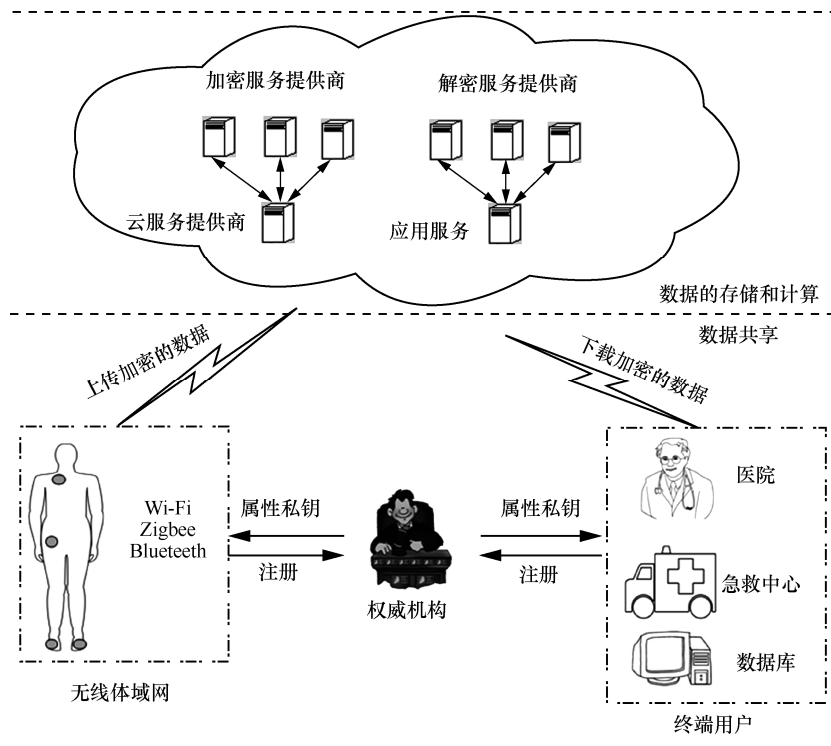 加密服务提供商
解密服务提供商
云服务提供商
应用服务
数据的存储和计算
数据共享
上传加密的数据
下载加密的数据
Wi-Fi
Zigbee
Blueteeth
属性私钥
注册
权威机构
属性私钥
注册
医院
急救中心
数据库
无线体域网
终端用户